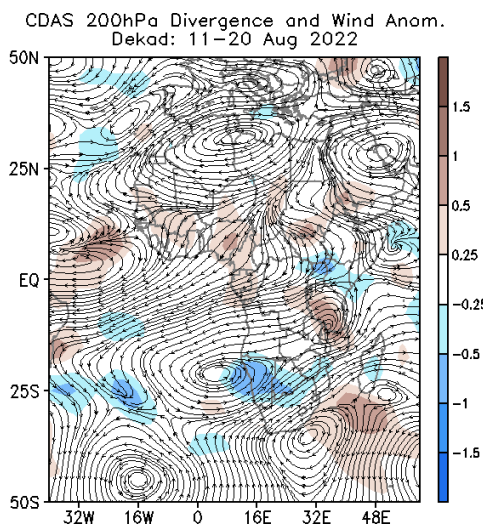 CDAS 200hPa Divergence and Wind Anom.
Dekad: 11-20 Aug 2022
50N
25N
EQ
25S
50S
32W 16W 0 16E 32E 48E
1.5
1
0.5
0.25
-0.25
-0.5
-1
-1.5